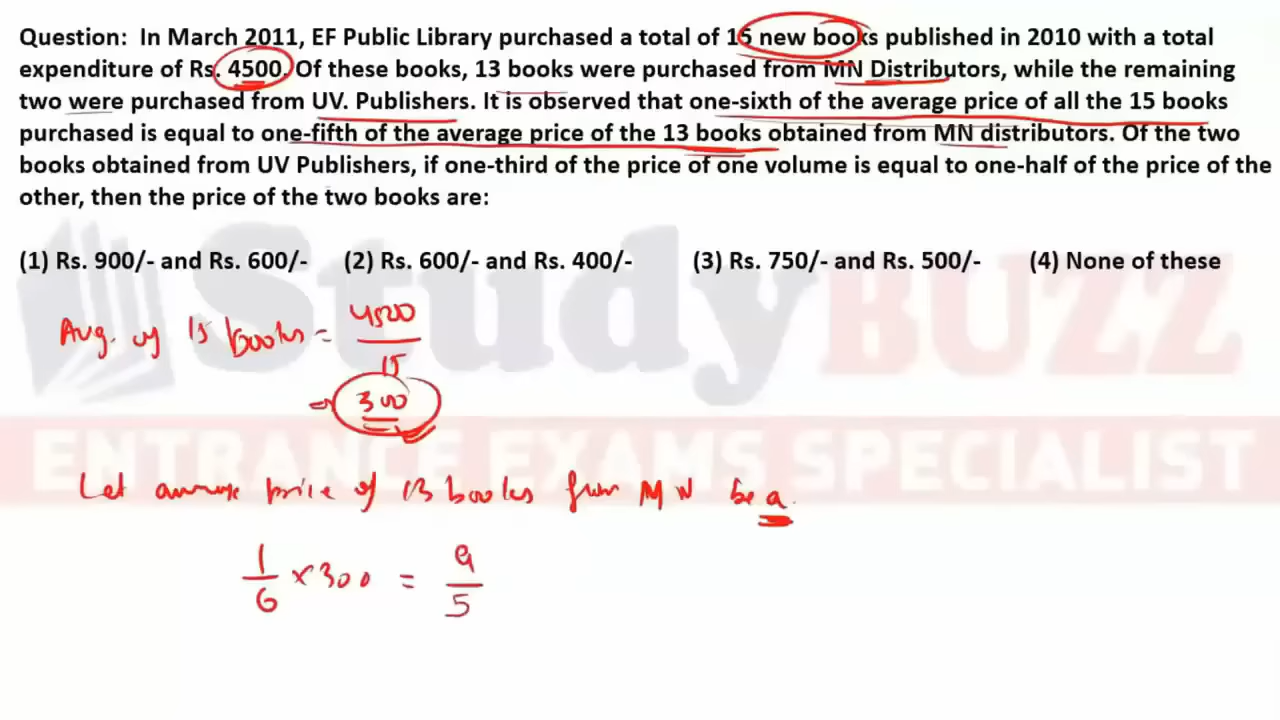 Question: In March 2011, EF Public Library purchased a total of 15 new books published in 2010 with a total
expenditure of Rs. 4500. Of these books, 13 books were purchased from MN Distributors, while the remaining
two were purchased from UV. Publishers. It is observed that one-sixth of the average price of all the 15 books
purchased is equal to one-fifth of the average price of the 13 books obtained from MN distributors. Of the two
books obtained from UV Publishers, if one-third of the price of one volume is equal to one-half of the price of the
other, then the price of the two books are:
(1) Rs. 900/- and Rs. 600/- (2) Rs. 600/- and Rs. 400/- (3) Rs. 750/- and Rs. 500/- (4) None of these
StudyBUZZ
ENTRANCE EXAMS SPECIALIST
Avg. of 15 books = 4500/15
⇒ 300
Let average price of 13 books from MN be a.
1/6 × 300 = a/5